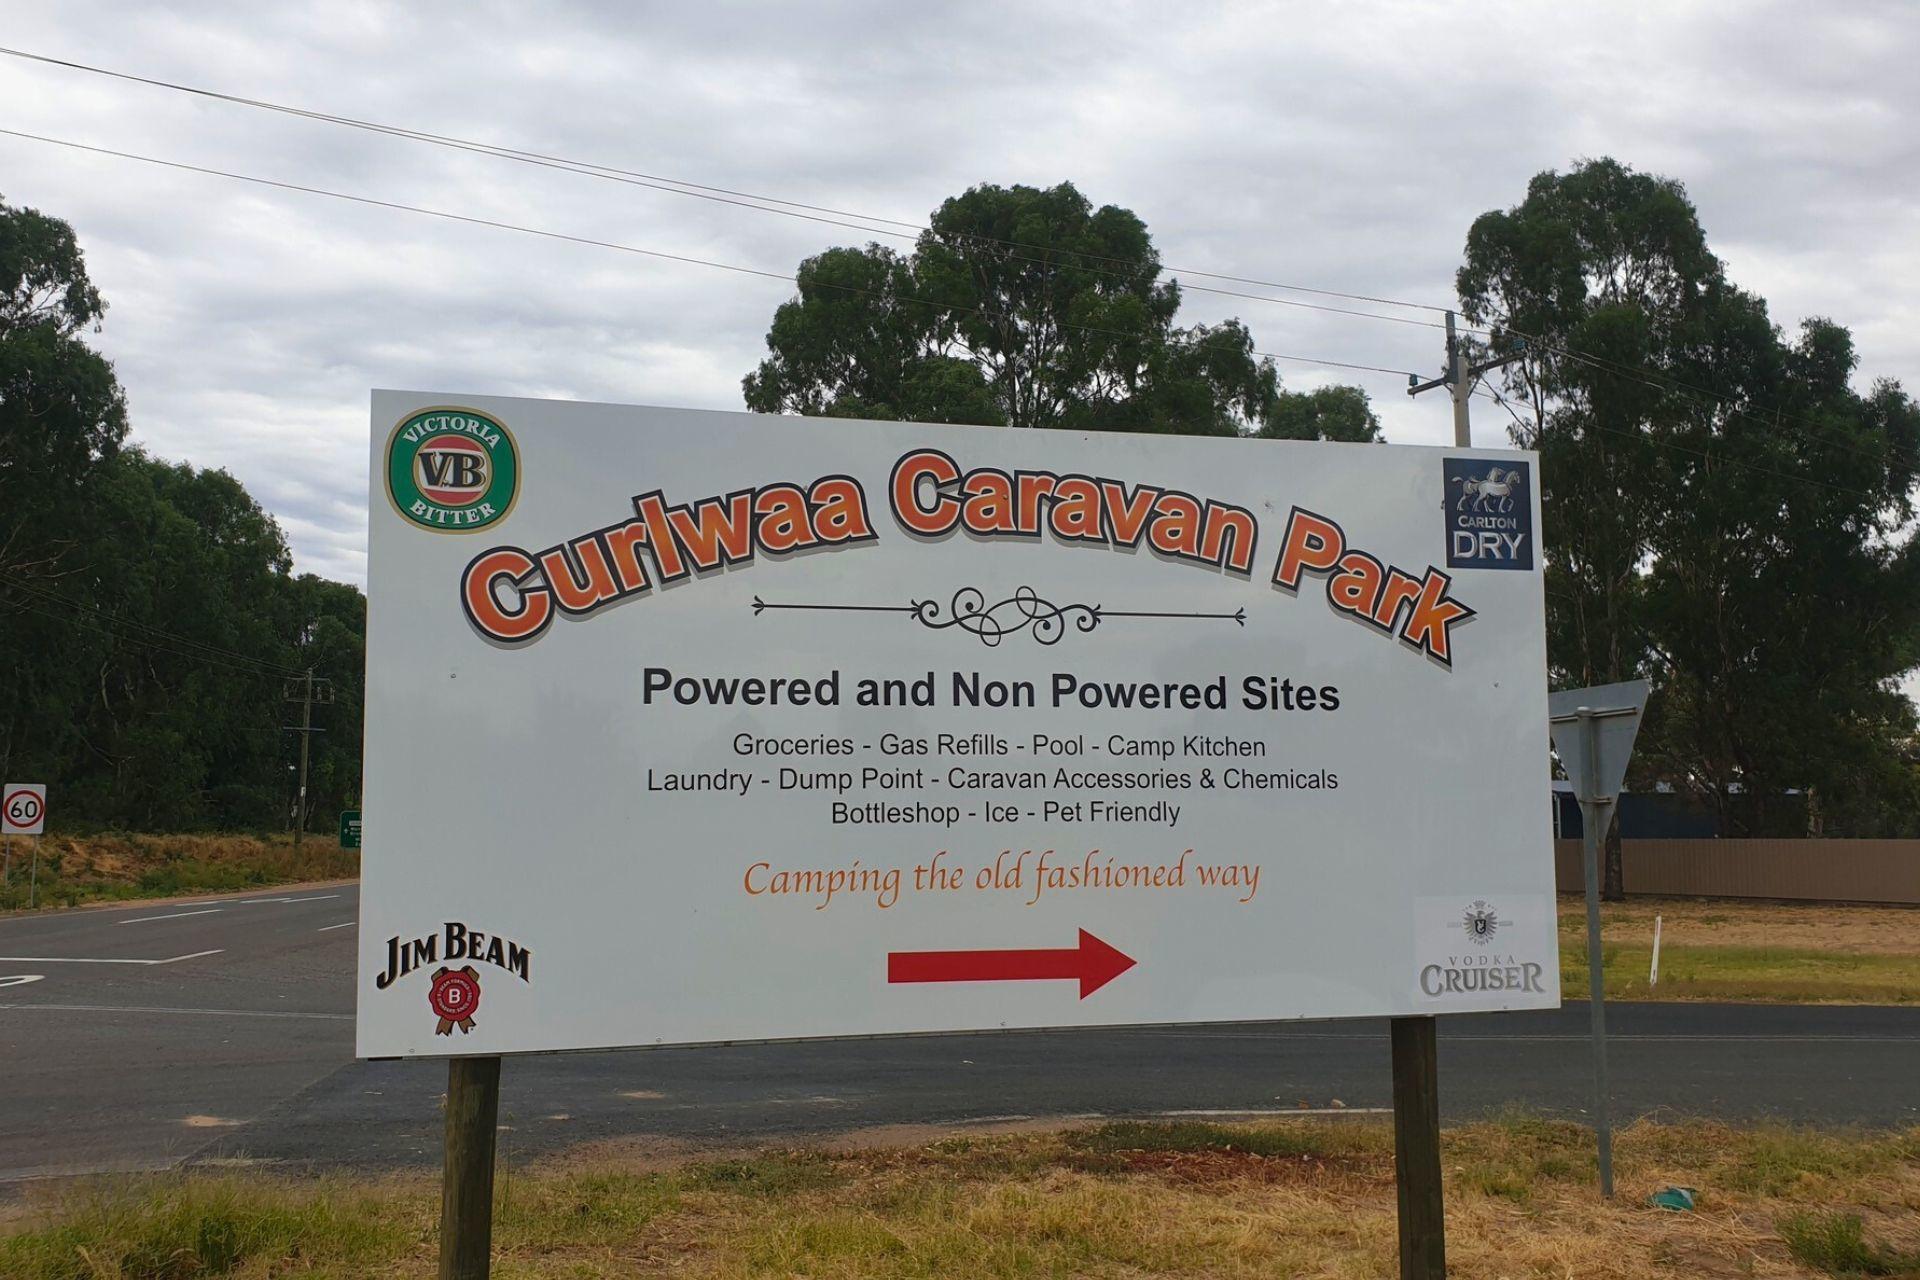 VICTORIA
VB
BITTER
CARLTON
DRY
Curlwaa Caravan Park
Powered and Non Powered Sites
Groceries - Gas Refills - Pool - Camp Kitchen
Laundry - Dump Point - Caravan Accessories & Chemicals
Bottleshop - Ice - Pet Friendly
Camping the old fashioned way
JIM BEAM
B
VODKA
CRUISER
60